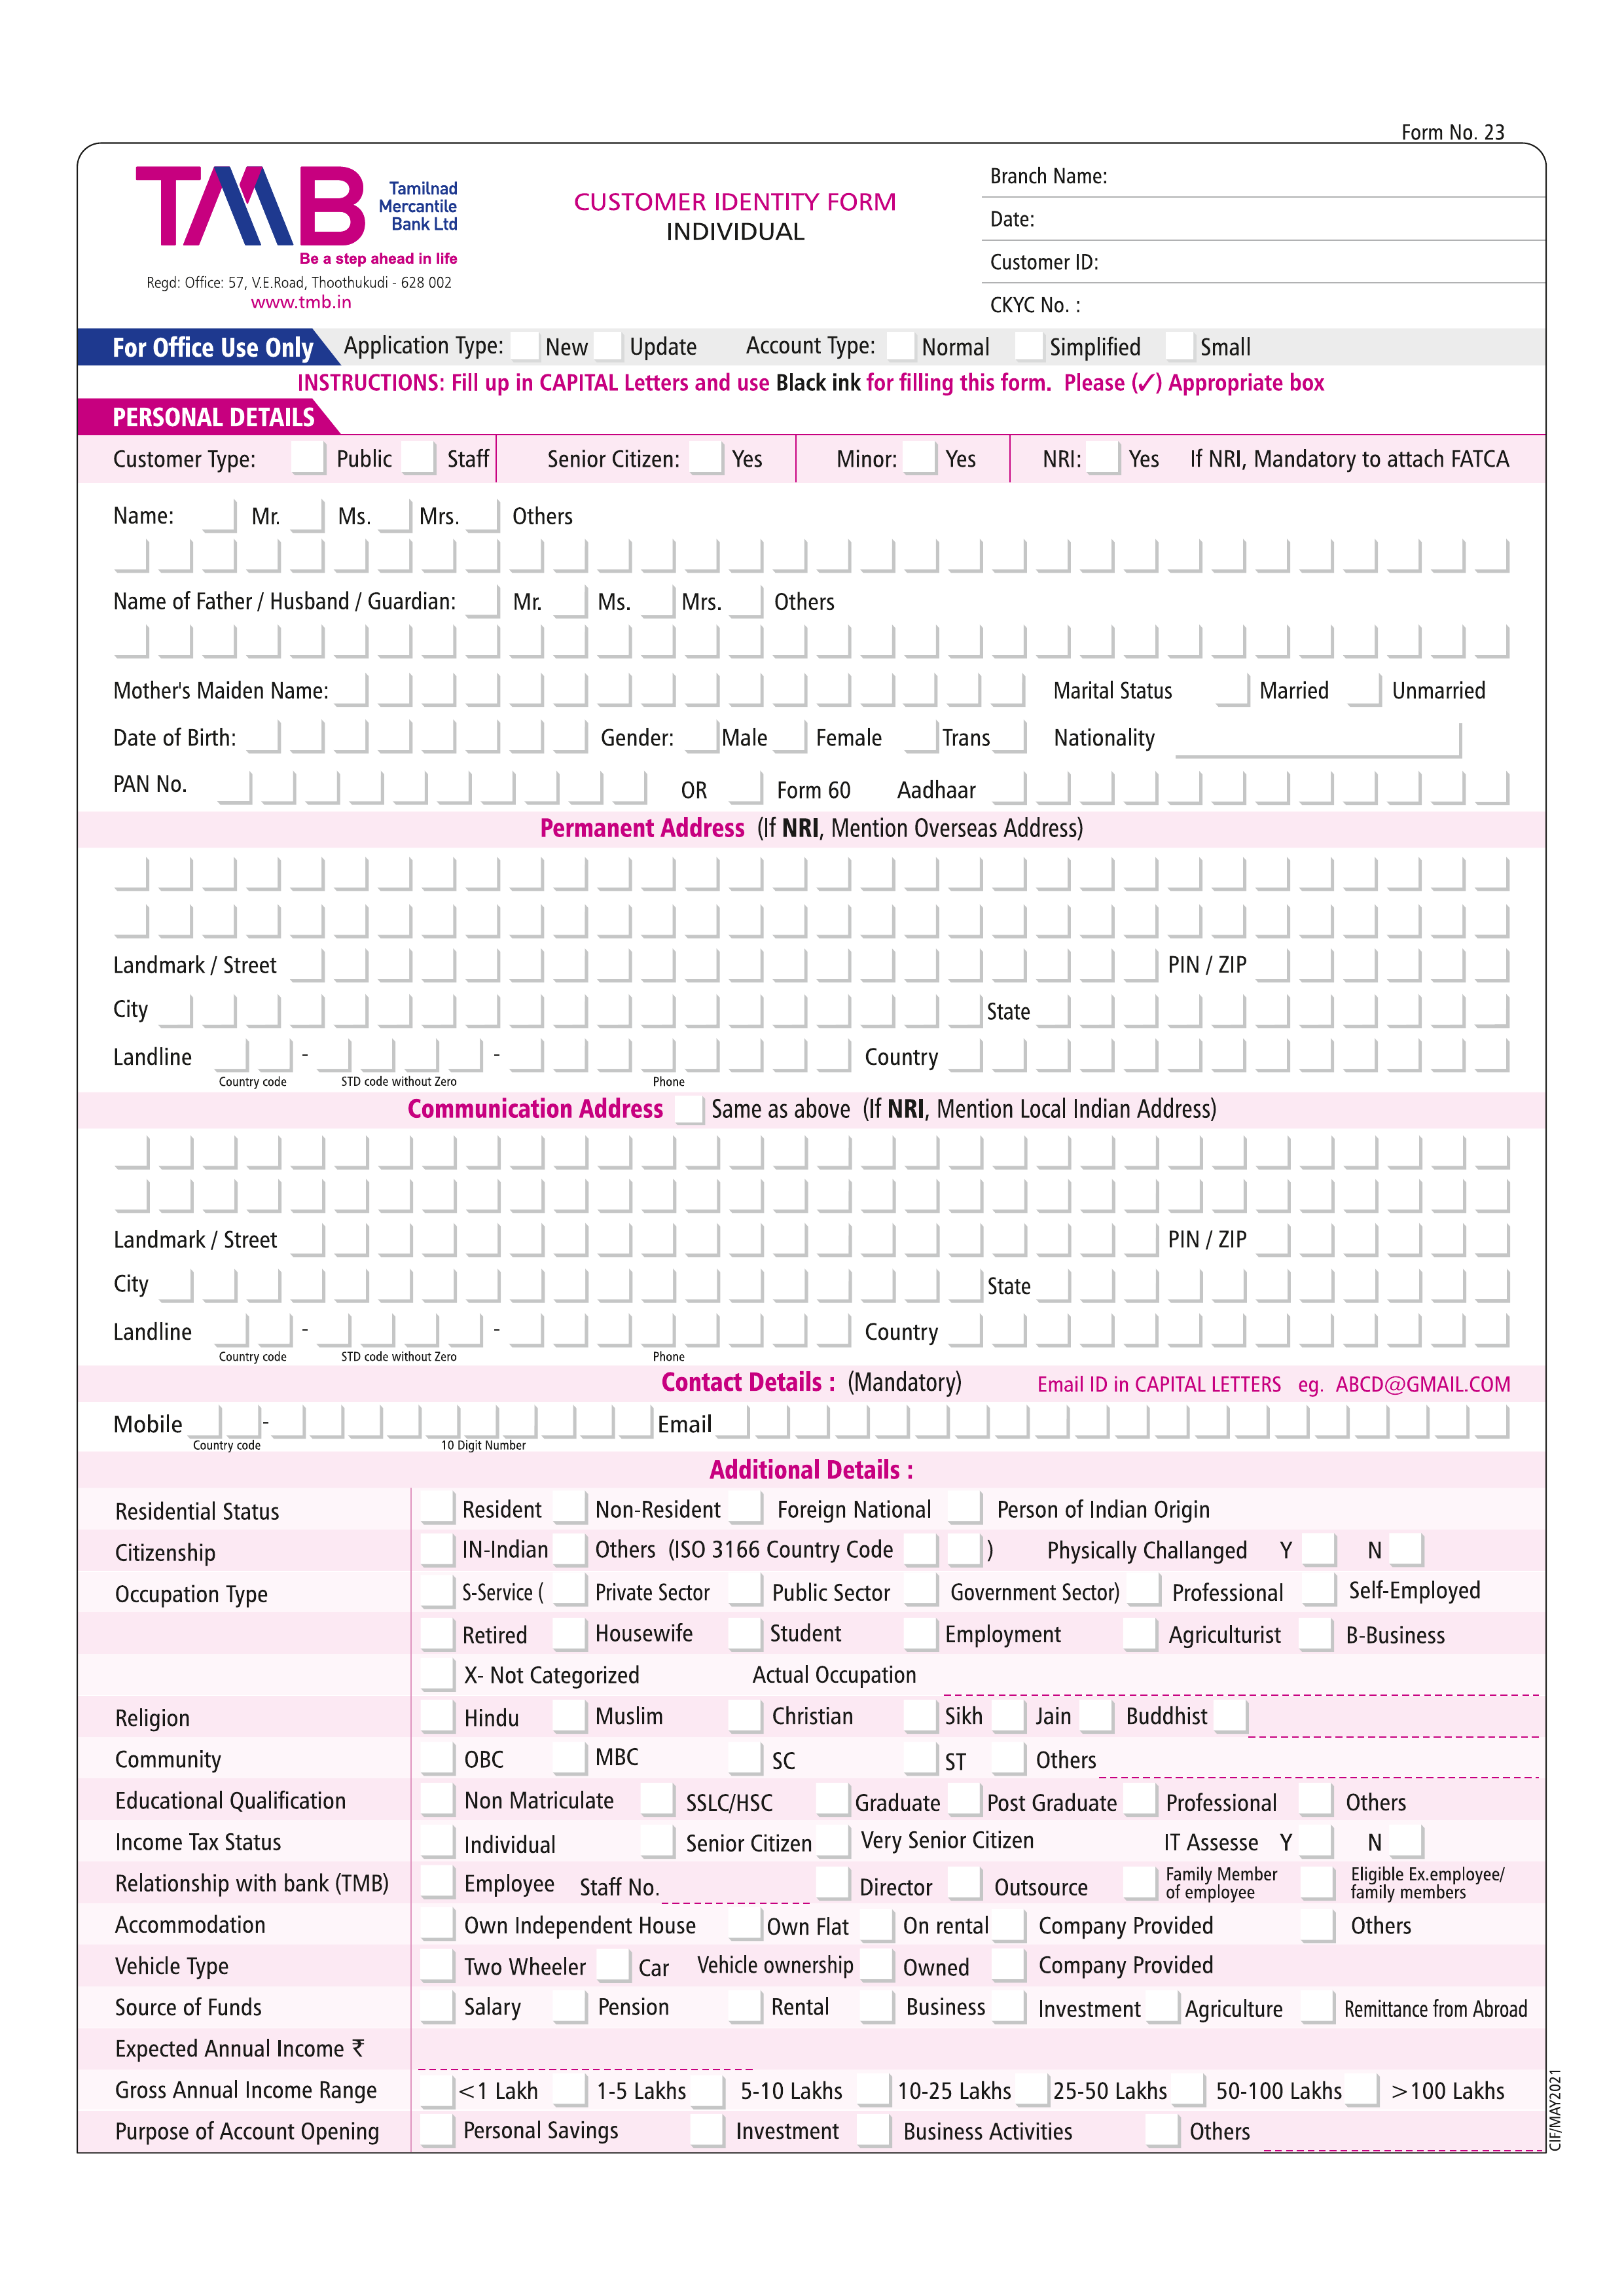 Form No. 23
TMB
Tamilnad
Mercantile
Bank Ltd
Be a step ahead in life
Regd: Office: 57, V.E.Road, Thoothukudi - 628 002
www.tmb.in
CUSTOMER IDENTITY FORM
INDIVIDUAL
Branch Name:
Date:
Customer ID:
CKYC No. :
For Office Use Only Application Type: New Update Account Type: Normal Simplified Small
INSTRUCTIONS: Fill up in CAPITAL Letters and use Black ink for filling this form. Please (✓) Appropriate box
PERSONAL DETAILS
Customer Type: Public Staff Senior Citizen: Yes Minor: Yes NRI: Yes If NRI, Mandatory to attach FATCA
Name: Mr. Ms. Mrs. Others
Name of Father / Husband / Guardian: Mr. Ms. Mrs. Others
Mother's Maiden Name: Marital Status Married Unmarried
Date of Birth: Gender: Male Female Trans Nationality
PAN No. OR Form 60 Aadhaar
Permanent Address (If NRI, Mention Overseas Address)
Landmark / Street PIN / ZIP
City State
Landline - - Country
Country code STD code without Zero Phone
Communication Address Same as above (If NRI, Mention Local Indian Address)
Landmark / Street PIN / ZIP
City State
Landline - - Country
Country code STD code without Zero Phone
Contact Details : (Mandatory) Email ID in CAPITAL LETTERS eg. ABCD@GMAIL.COM
Mobile - Email
Country code 10 Digit Number
Additional Details :
Residential Status Resident Non-Resident Foreign National Person of Indian Origin
Citizenship IN-Indian Others (ISO 3166 Country Code ) Physically Challanged Y N
Occupation Type S-Service ( Private Sector Public Sector Government Sector) Professional Self-Employed
Retired Housewife Student Employment Agriculturist B-Business
X- Not Categorized Actual Occupation
Religion Hindu Muslim Christian Sikh Jain Buddhist
Community OBC MBC SC ST Others
Educational Qualification Non Matriculate SSLC/HSC Graduate Post Graduate Professional Others
Income Tax Status Individual Senior Citizen Very Senior Citizen IT Assesse Y N
Relationship with bank (TMB) Employee Staff No. Director Outsource Family Member of employee Eligible Ex.employee/ family members
Accommodation Own Independent House Own Flat On rental Company Provided Others
Vehicle Type Two Wheeler Car Vehicle ownership Owned Company Provided
Source of Funds Salary Pension Rental Business Investment Agriculture Remittance from Abroad
Expected Annual Income ₹
Gross Annual Income Range <1 Lakh 1-5 Lakhs 5-10 Lakhs 10-25 Lakhs 25-50 Lakhs 50-100 Lakhs >100 Lakhs
Purpose of Account Opening Personal Savings Investment Business Activities Others
CIF/MAY2021